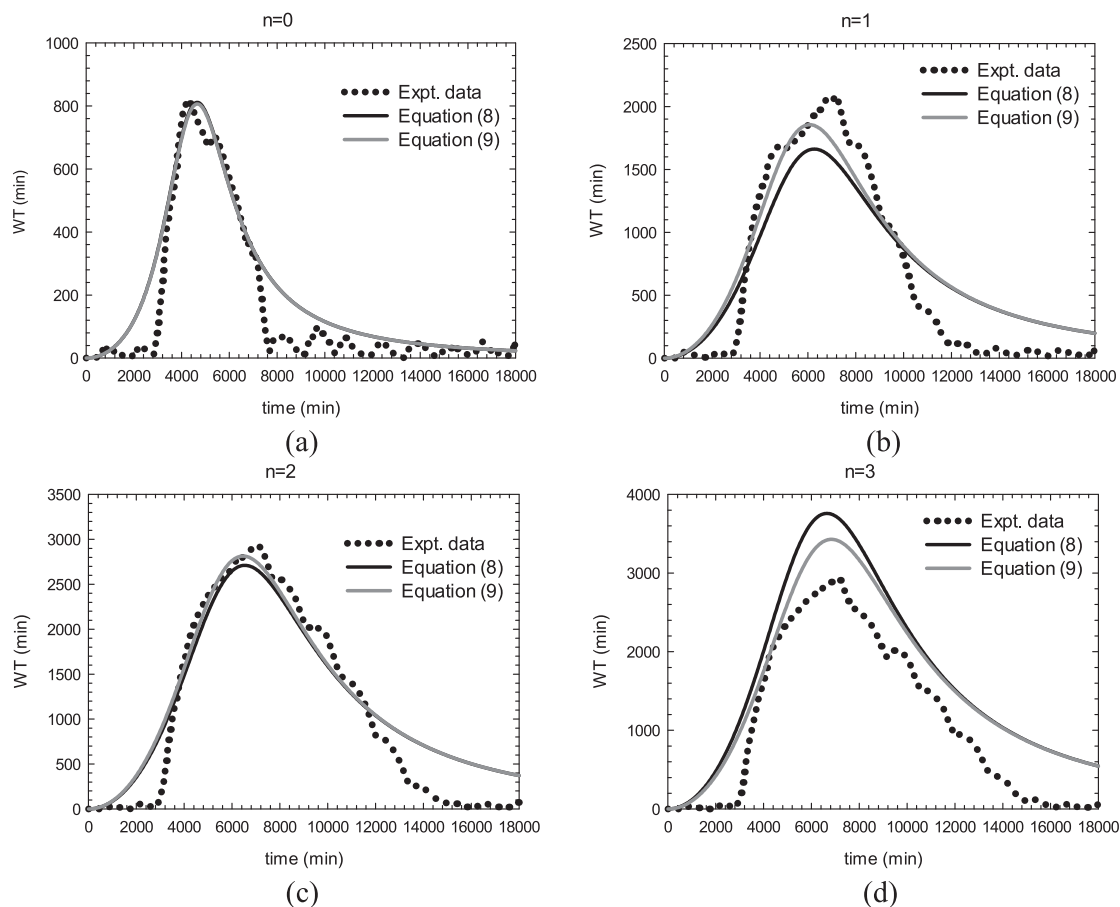 n=0
1000
800
600
400
200
0
WT (min)
Expt. data
Equation (8)
Equation (9)
0 2000 4000 6000 8000 10000 12000 14000 16000 18000
time (min)
(a)
n=1
2500
2000
1500
1000
500
0
WT (min)
Expt. data
Equation (8)
Equation (9)
0 2000 4000 6000 8000 10000 12000 14000 16000 18000
time (min)
(b)
n=2
3500
3000
2500
2000
1500
1000
500
0
WT (min)
Expt. data
Equation (8)
Equation (9)
0 2000 4000 6000 8000 10000 12000 14000 16000 18000
time (min)
(c)
n=3
4000
3000
2000
1000
0
WT (min)
Expt. data
Equation (8)
Equation (9)
0 2000 4000 6000 8000 10000 12000 14000 16000 18000
time (min)
(d)